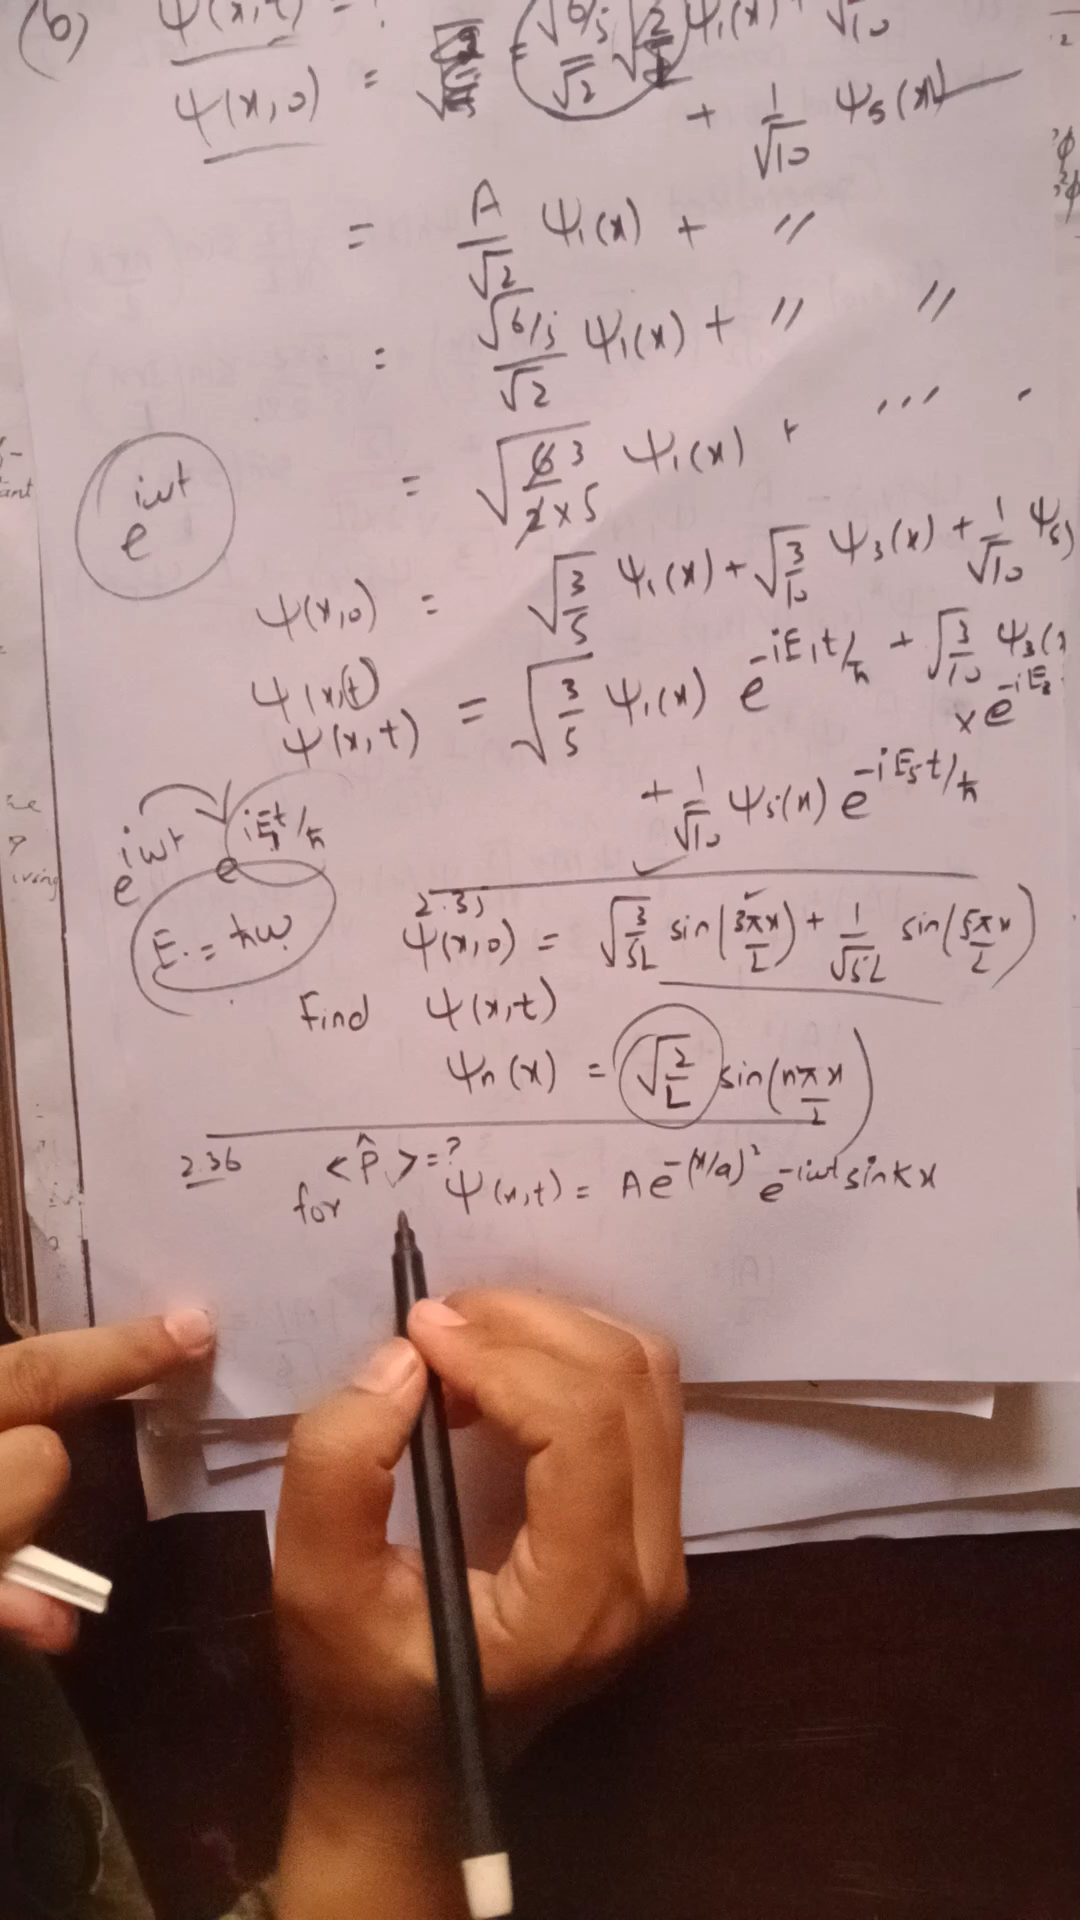 (b) ψ(x,t) = ?
ψ(x,0) = = √6/5 / √2 √2/L ψ₁(x) + √10
+ 1/√10 ψ₅(x)
= A/√2 ψ₁(x) + "
= √6/5 / √2 ψ₁(x) + " "
e^iωt = √(6 3 / 2×5) ψ₁(x) + ''' '
ψ(x,0) = √3/5 ψ₁(x) + √3/10 ψ₃(x) + 1/√10 ψ₅
ψ(x,t)
ψ(x,t) = √3/5 ψ₁(x) e^-iE₁t/ħ + √3/10 ψ₃(
× e^-iE₃
+ 1/√10 ψ₅(x) e^-iE₅t/ħ
e^iωt e^iEt/ħ
E = ħω
2.35
ψ(x,0) = √3/5L sin(3πx/L) + 1/√5L sin(5πx/L)
Find ψ(x,t)
ψn(x) = √2/L sin(nπx/L)
2.36 <p̂> = ?
for ψ(x,t) = A e^-(x/a)² e^-iωt sin kx